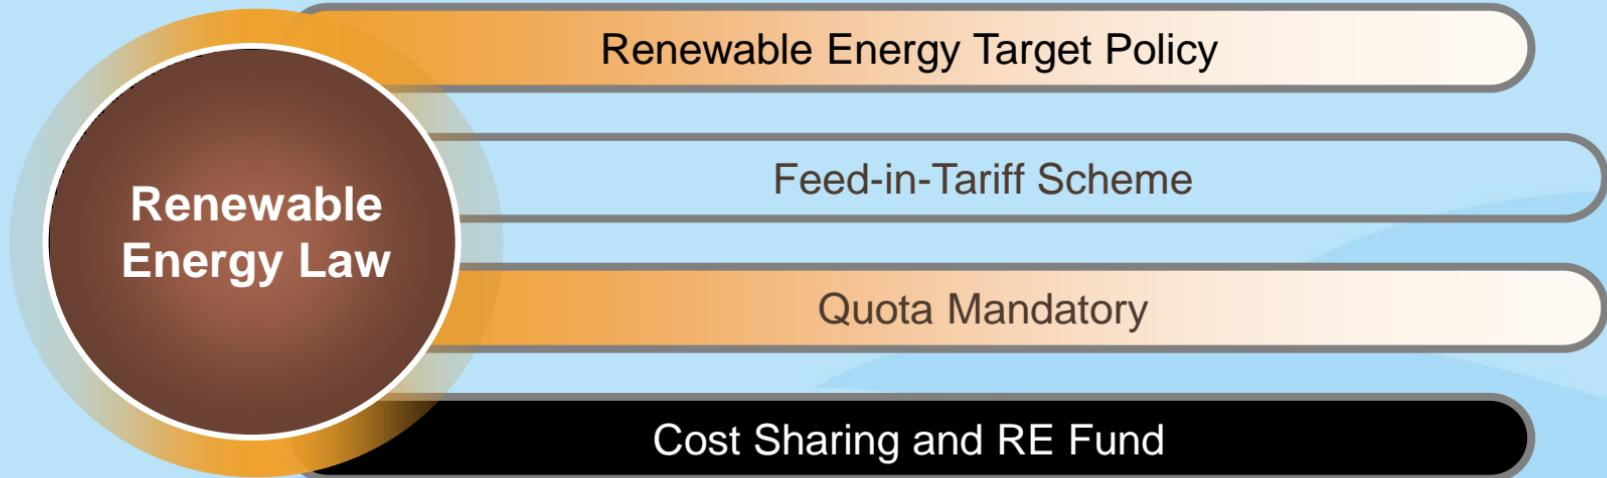 Renewable Energy Target Policy
Feed-in-Tariff Scheme
Renewable
Energy Law
Quota Mandatory
Cost Sharing and RE Fund